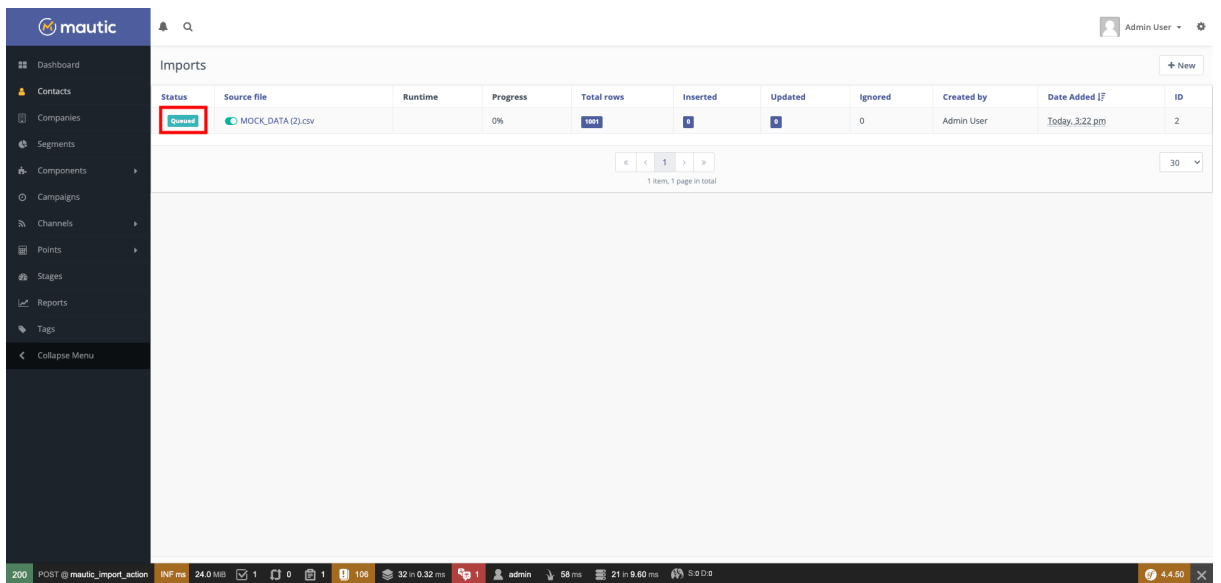 mautic
Admin User
Dashboard
Contacts
Companies
Segments
Components
Campaigns
Channels
Points
Stages
Reports
Tags
Collapse Menu
Imports
+ New
Status Source file Runtime Progress Total rows Inserted Updated Ignored Created by Date Added ID
Queued MOCK_DATA (2).csv 0% 1001 0 0 0 Admin User Today, 3:22 pm 2
« < 1 > »
30
1 item, 1 page in total
200 POST @ mautic_import_action INF ms 24.0 MiB 1 0 1 106 32 in 0.32 ms 1 admin 58 ms 21 in 9.60 ms S:0 D:0 4.4.50